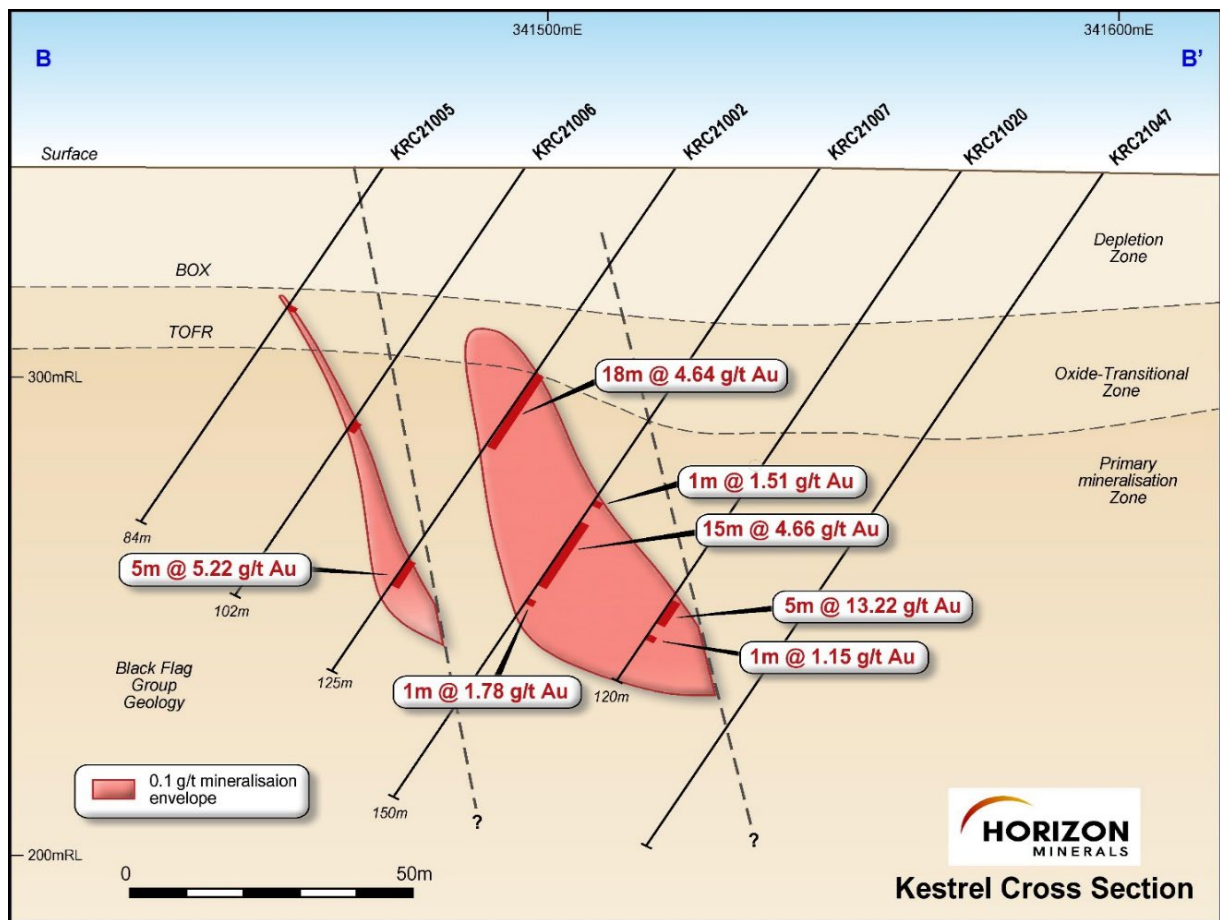 341500mE
341600mE
B
B'
KRC21005
KRC21006
KRC21002
KRC21007
KRC21020
KRC21047
Surface
Depletion
Zone
BOX
TOFR
300mRL
18m @ 4.64 g/t Au
Oxide-Transitional
Zone
Primary
mineralisation
Zone
1m @ 1.51 g/t Au
15m @ 4.66 g/t Au
84m
5m @ 5.22 g/t Au
102m
5m @ 13.22 g/t Au
1m @ 1.15 g/t Au
Black Flag
Group
Geology
125m
1m @ 1.78 g/t Au
120m
0.1 g/t mineralisaion
envelope
150m
?
?
200mRL
0
50m
HORIZON
MINERALS
Kestrel Cross Section